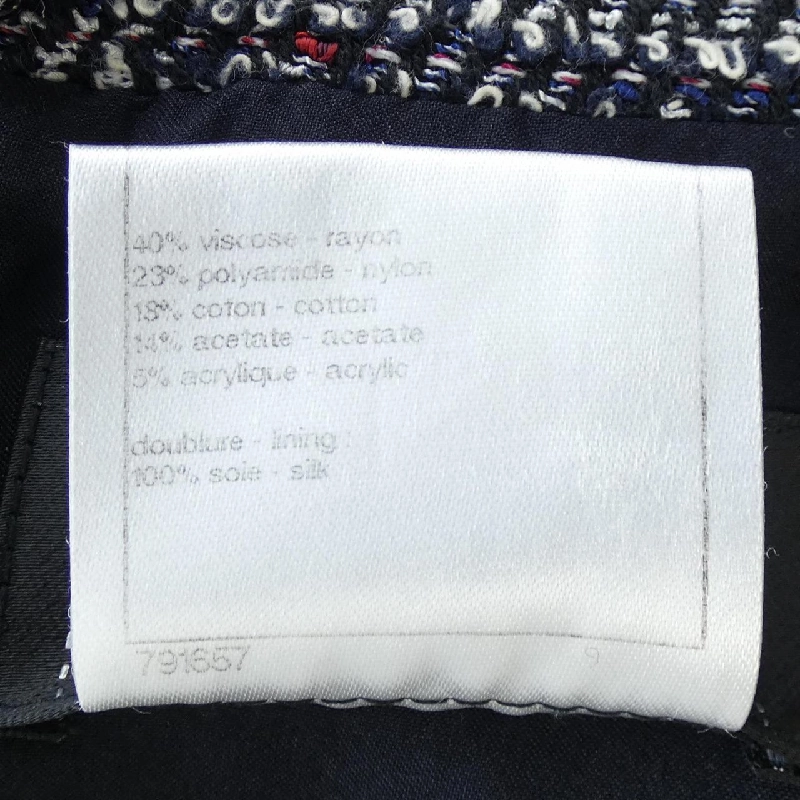 40% viscose - rayon
23% polyamide - nylon
18% coton - cotton
14% acetate - acetate
5% acrylique - acrylic
doublure - lining :
100% soie - silk
791657 9